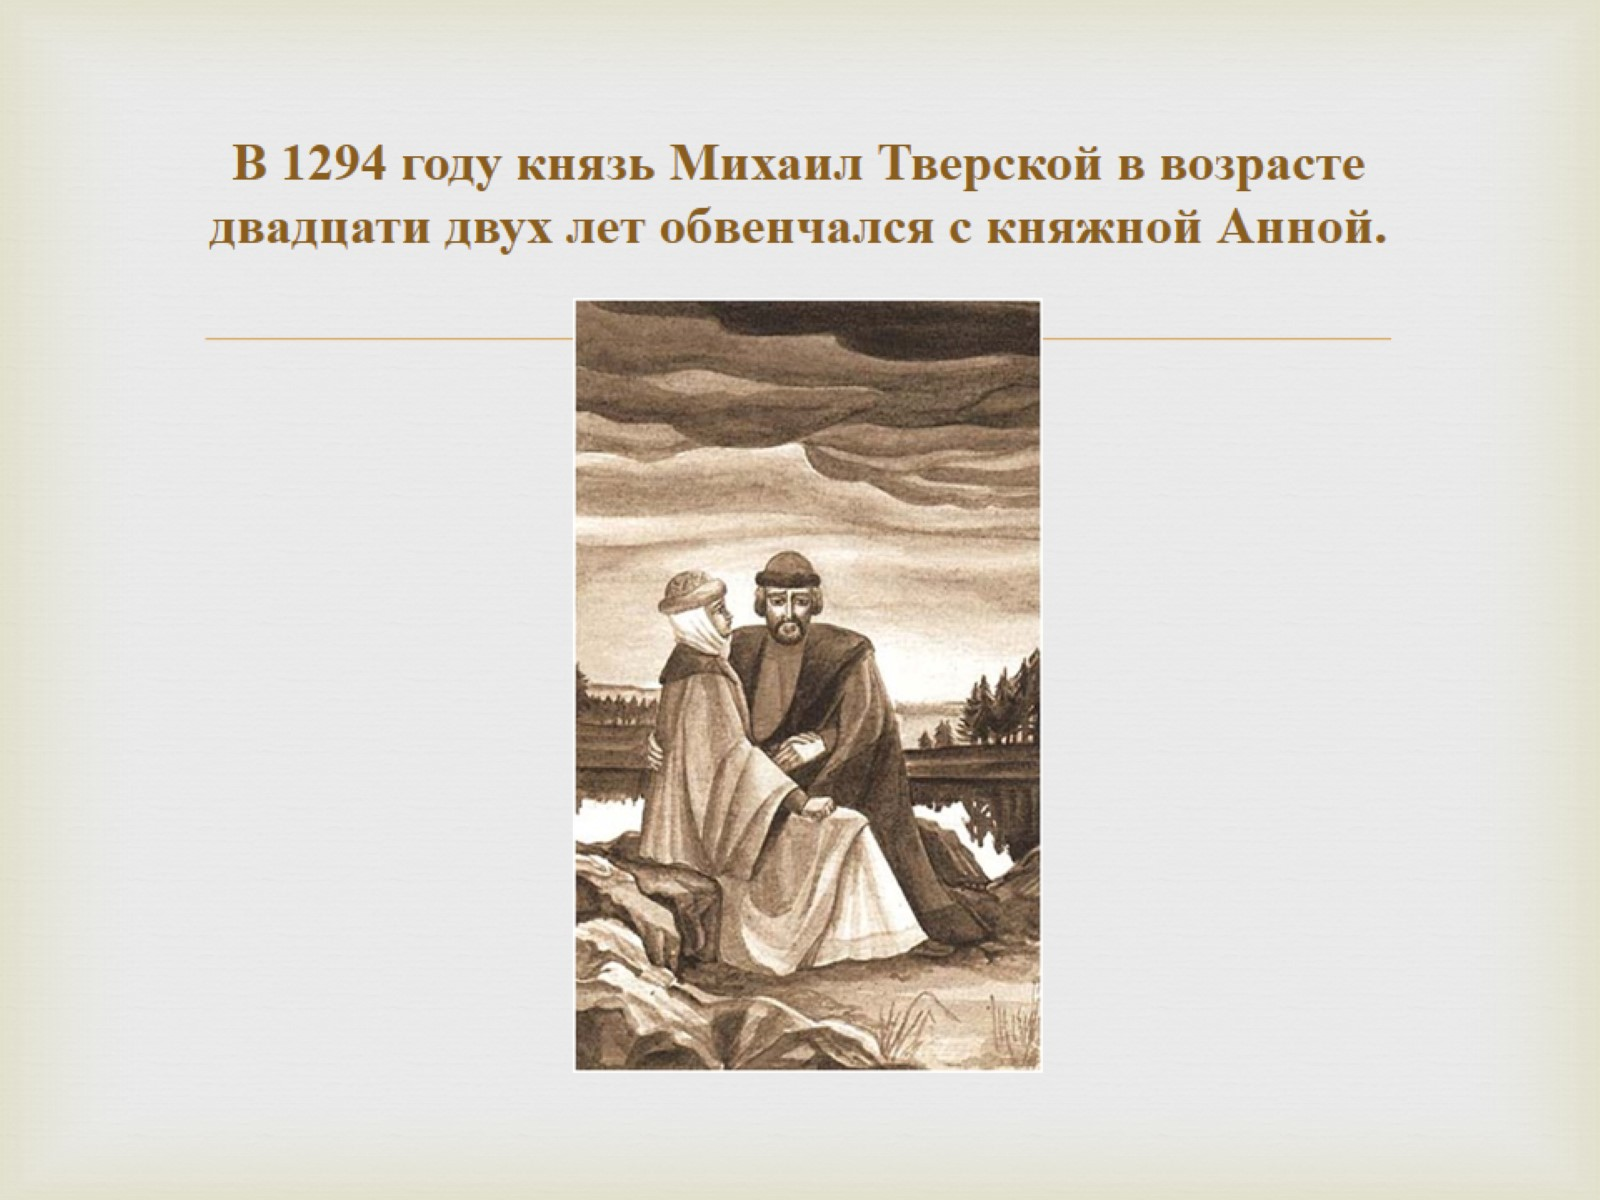 В 1294 году князь Михаил Тверской в возрасте
двадцати двух лет обвенчался с княжной Анной.